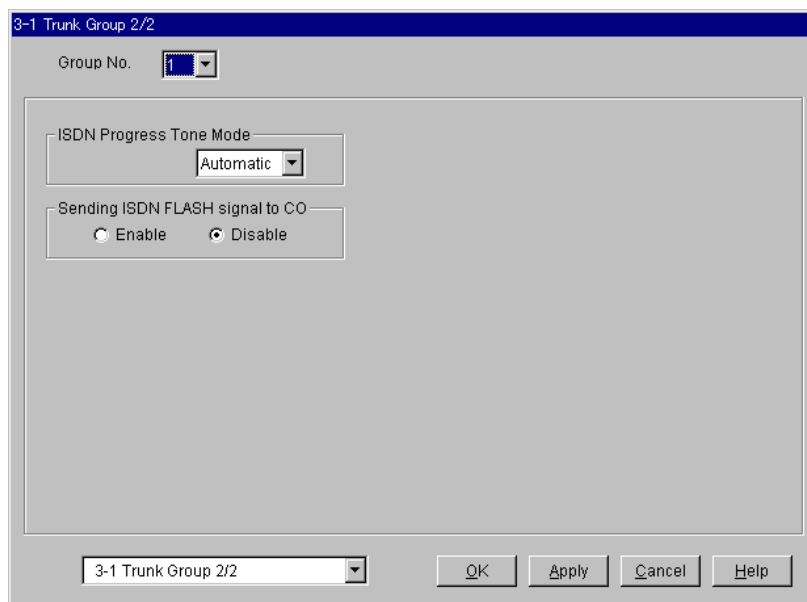 3-1 Trunk Group 2/2
Group No. 1
ISDN Progress Tone Mode
Automatic
Sending ISDN FLASH signal to CO
Enable Disable
3-1 Trunk Group 2/2 OK Apply Cancel Help